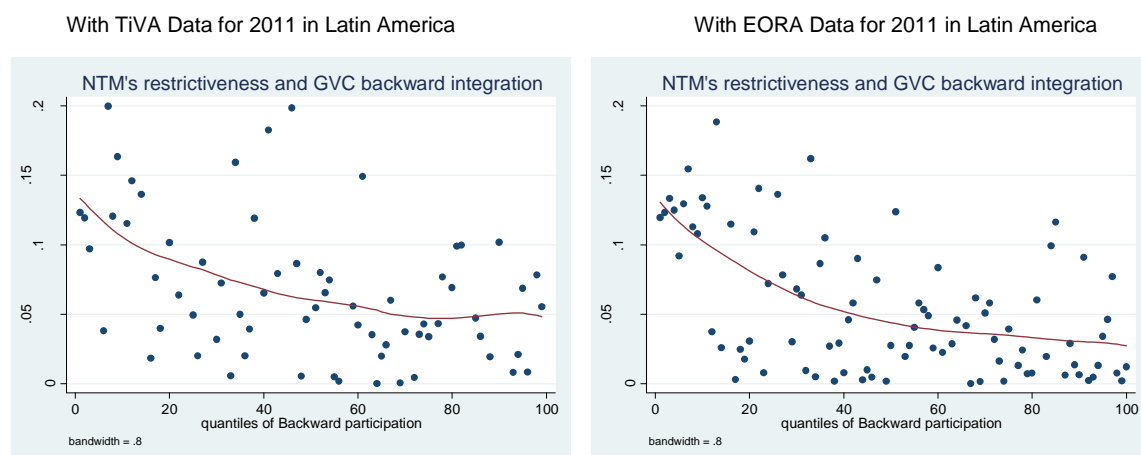 With TiVA Data for 2011 in Latin America
NTM's restrictiveness and GVC backward integration
.2
.15
.1
.05
0
0 20 40 60 80 100
quantiles of Backward participation
bandwidth = .8
With EORA Data for 2011 in Latin America
NTM's restrictiveness and GVC backward integration
.2
.15
.1
.05
0
0 20 40 60 80 100
quantiles of Backward participation
bandwidth = .8